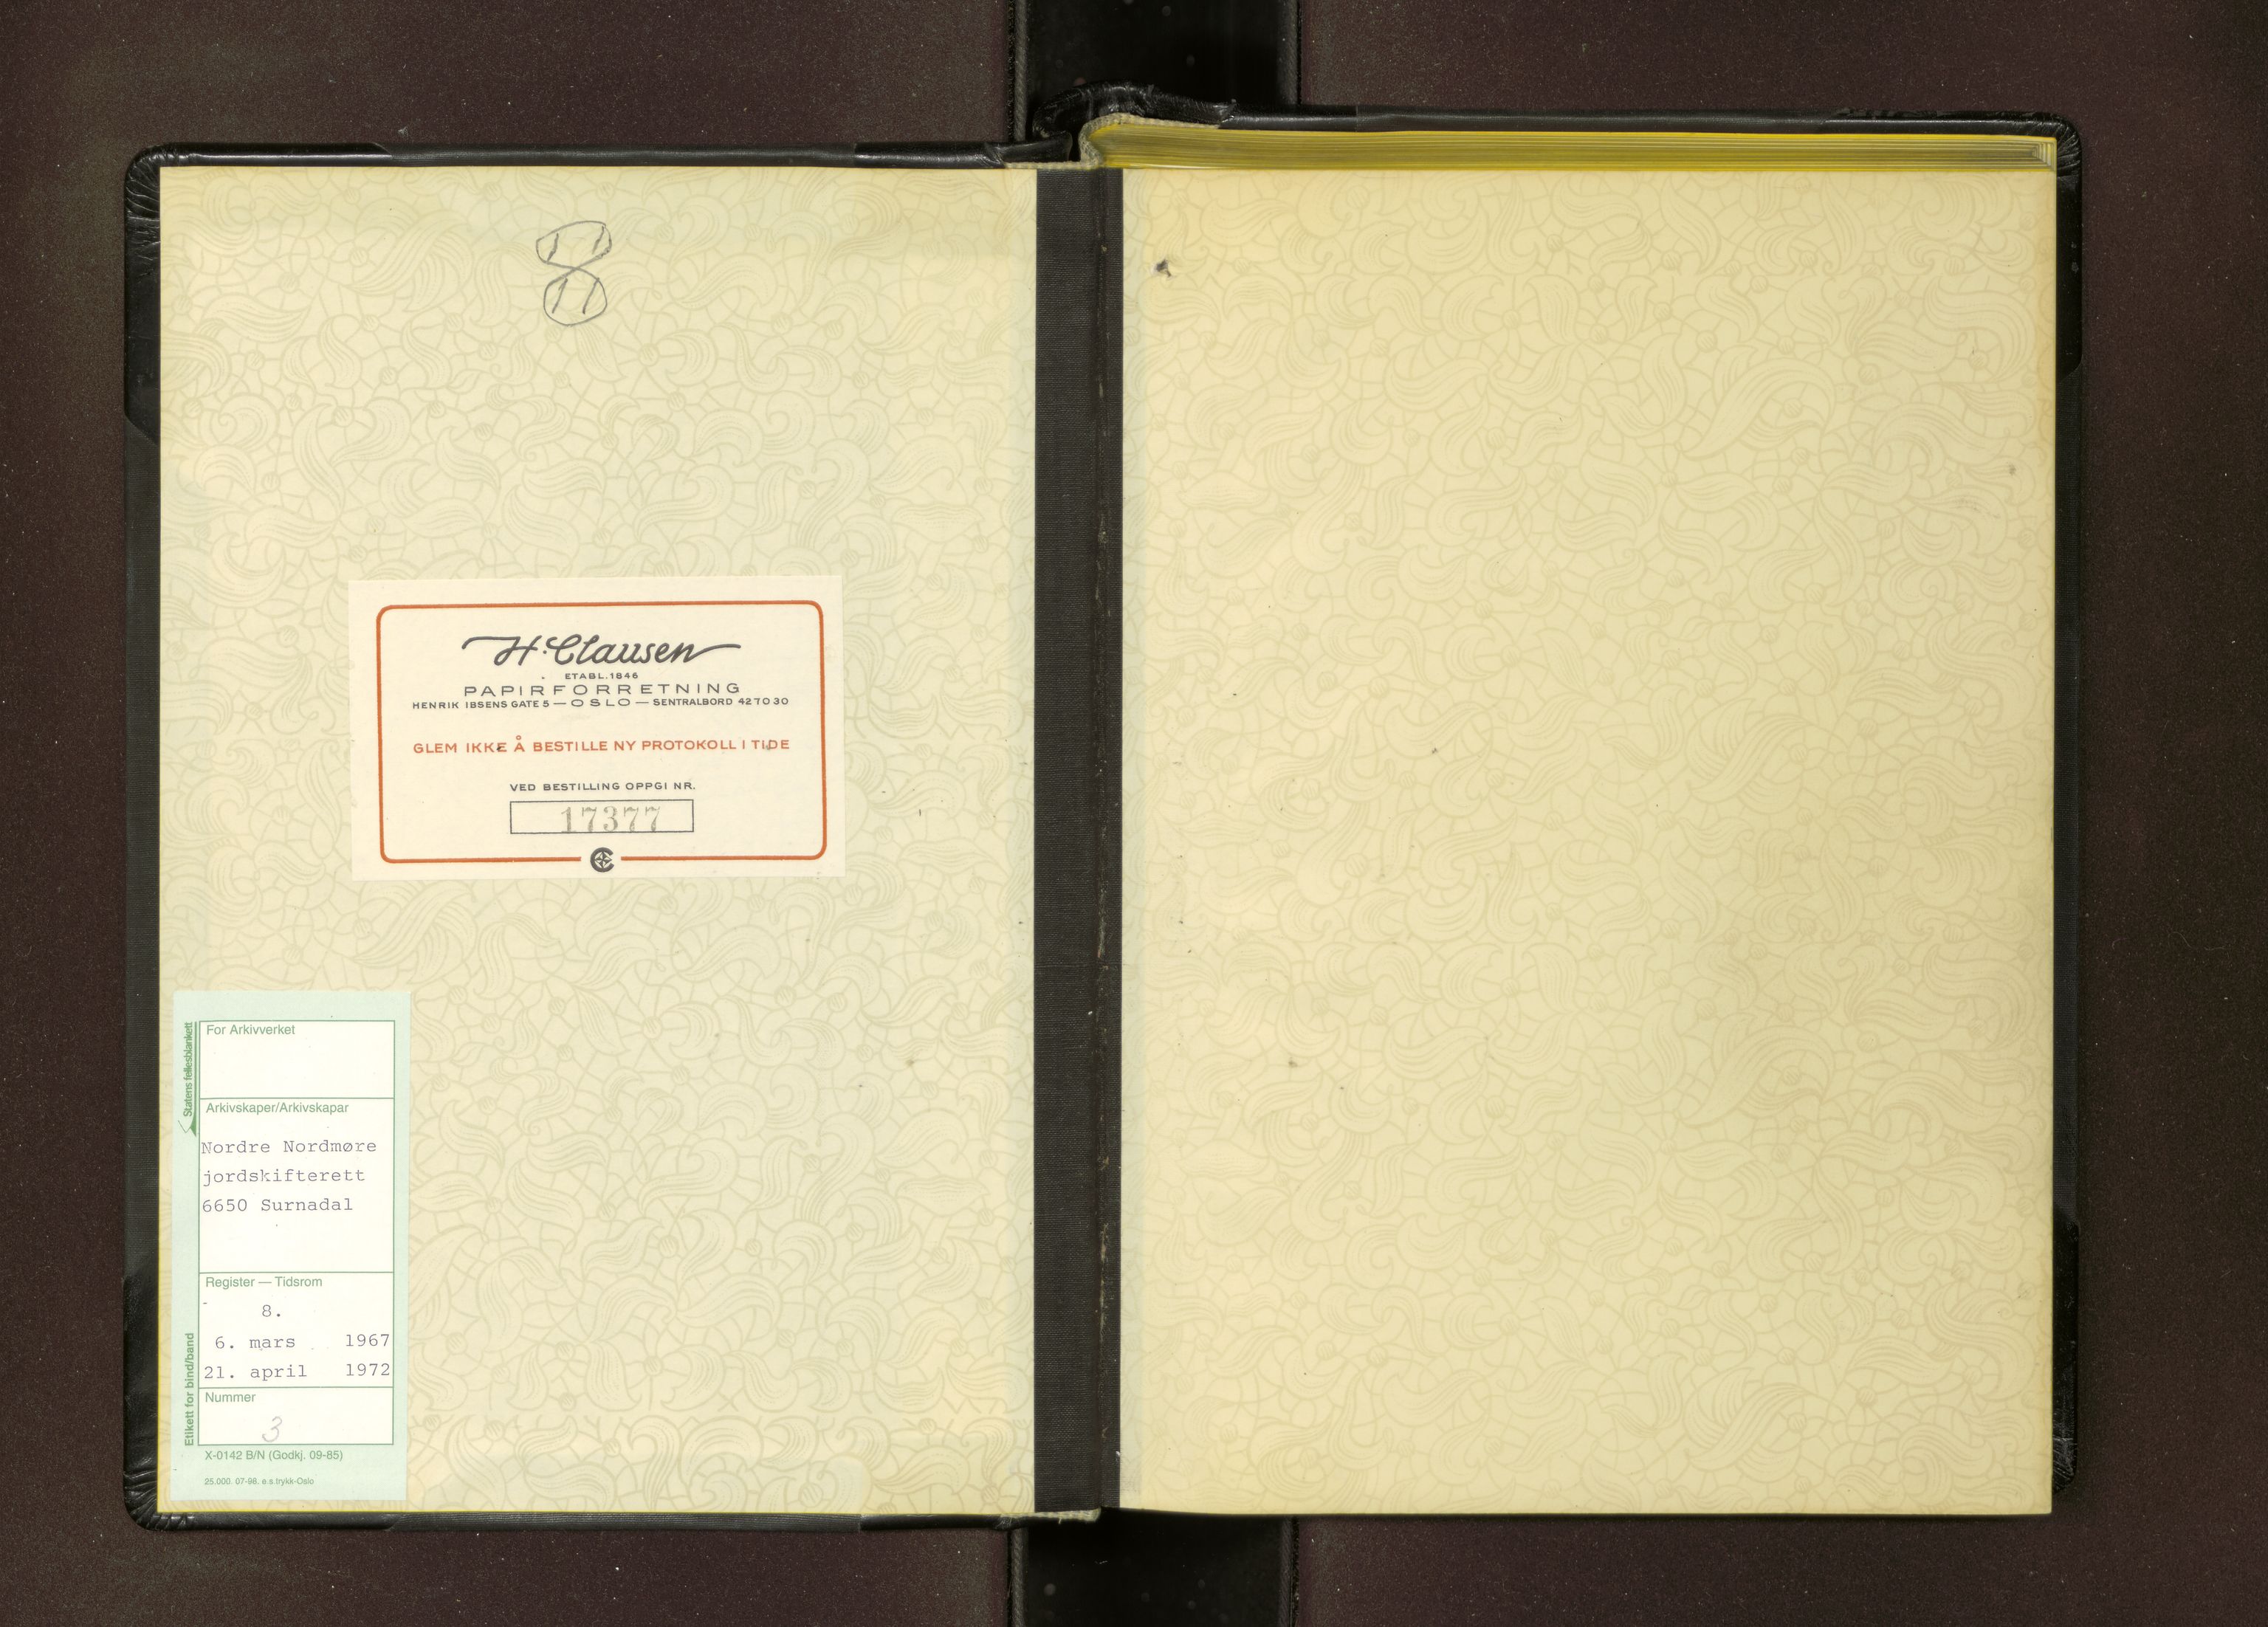 8
H. Clausen
ETABL. 1846
PAPIRFORRETNING
HENRIK IBSENS GATE 5 — OSLO — SENTRALBORD 42 70 30
GLEM IKKE Å BESTILLE NY PROTOKOLL I TIDE
VED BESTILLING OPPGI NR.
17377
Statens fellesblankett
Etikett for bind/band
For Arkivverket
Arkivskaper/Arkivskapar
Nordre Nordmøre
jordskifterett
6650 Surnadal
Register — Tidsrom
8.
6. mars 1967
21. april 1972
Nummer
3
X-0142 B/N (Godkj. 09-85)
25.000. 07-98. e.s.trykk-Oslo